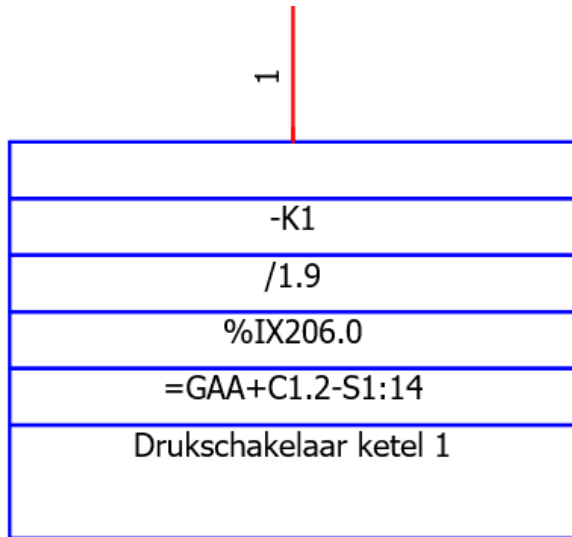 1
-K1
/1.9
%IX206.0
=GAA+C1.2-S1:14
Drukschakelaar ketel 1